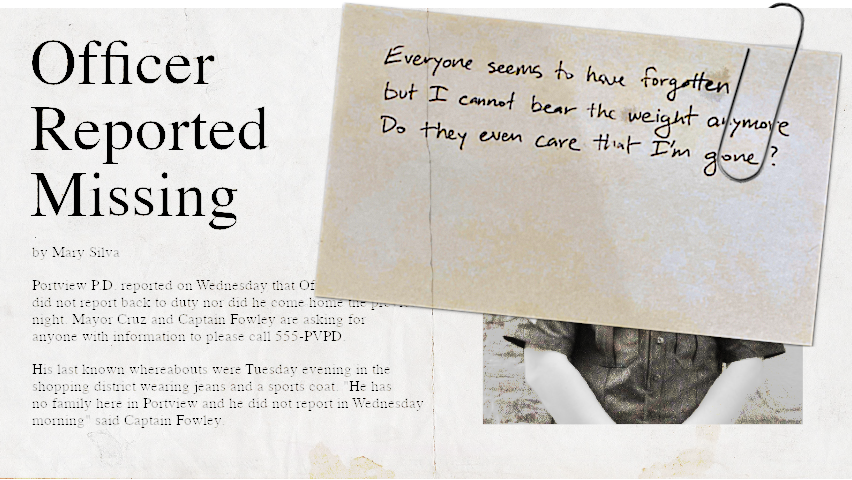 Officer
Reported
Missing
by Mary Silva
Portview P.D. reported on Wednesday that
did not report back to duty nor did he come home the
night. Mayor Cruz and Captain Fowley are asking for
anyone with information to please call 555-PVPD.
His last known whereabouts were Tuesday evening in the
shopping district wearing jeans and a sports coat. "He has
no family here in Portview and he did not report in Wednesday
morning" said Captain Fowley.
Everyone seems to have forgotten
but I cannot bear the weight anymore
Do they even care that I'm gone?